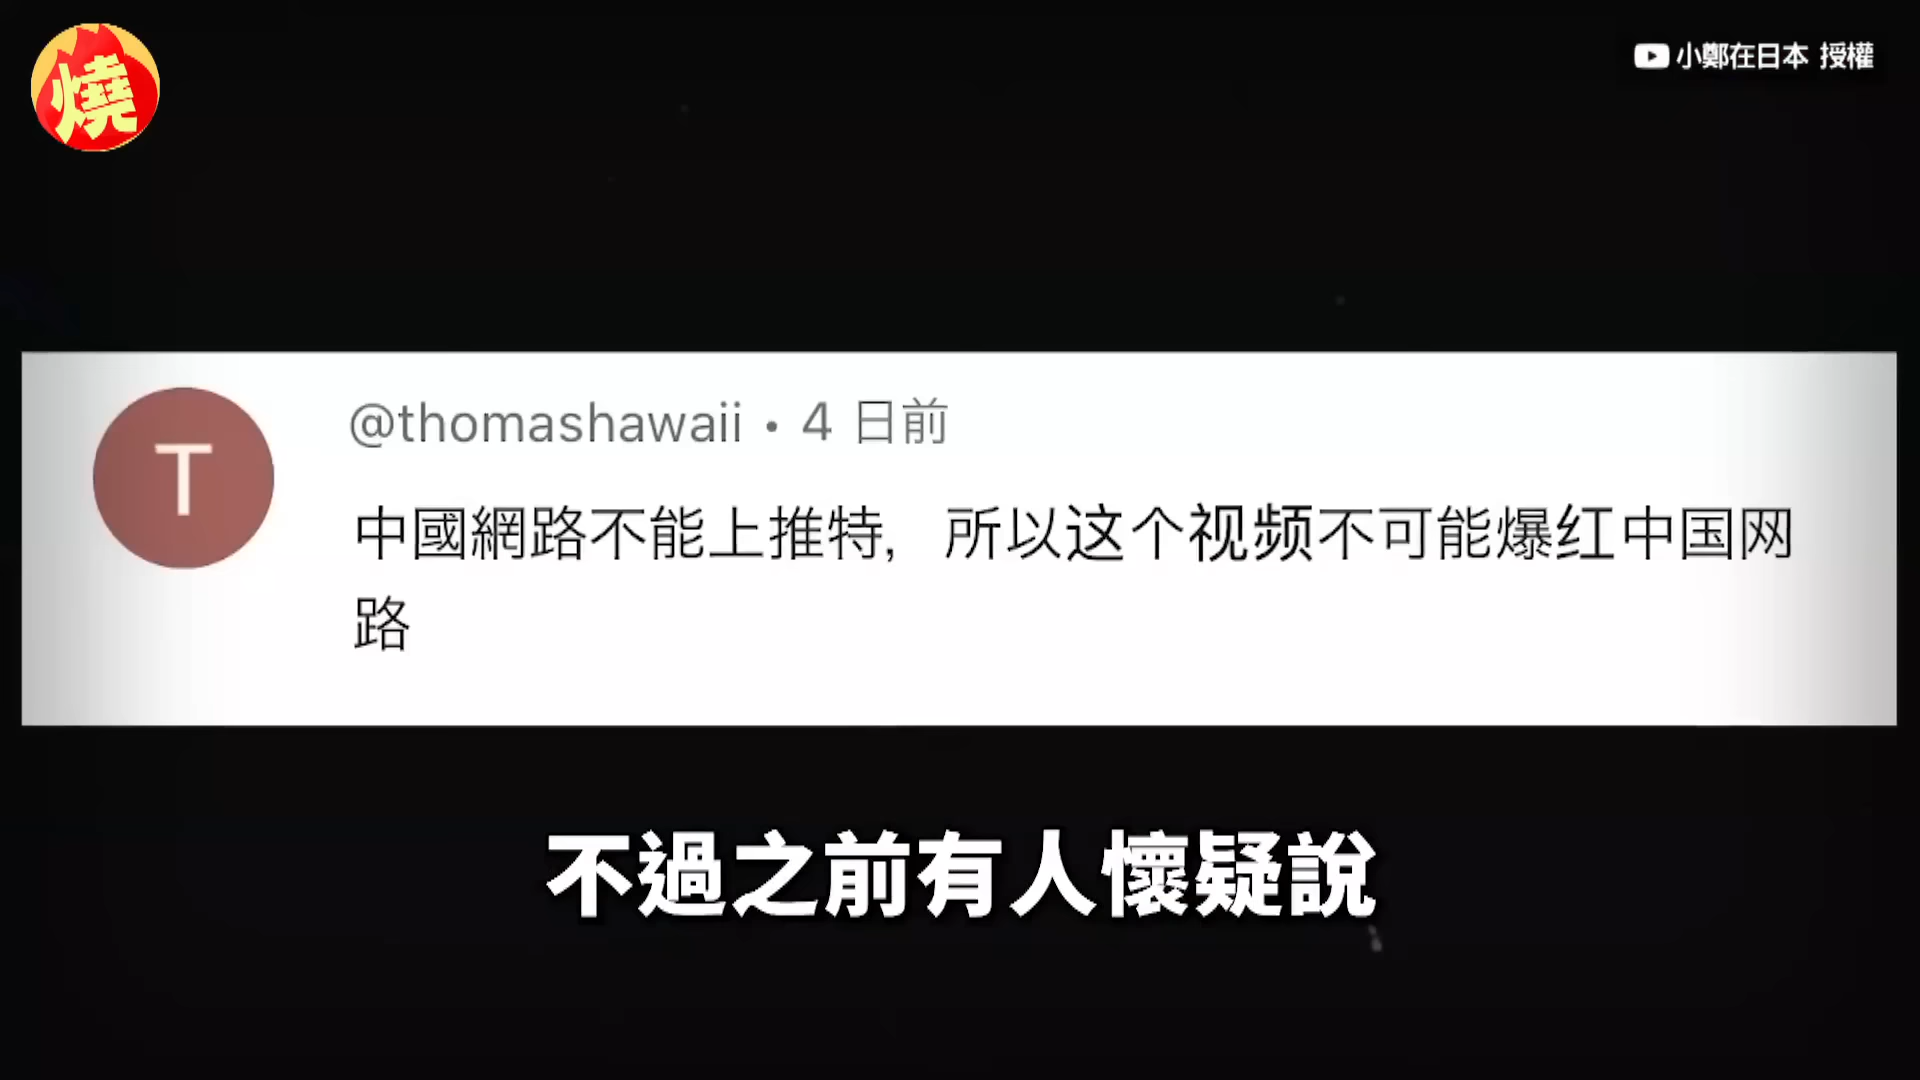 燒
小鄭在日本 授權
T
@thomashawaii • 4 日前
中國網路不能上推特，所以这个视频不可能爆红中国网
路
不過之前有人懷疑說